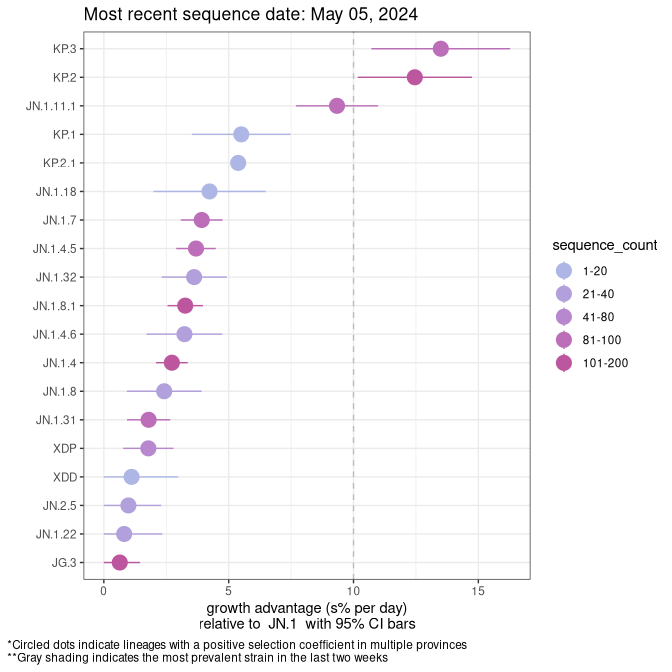 Most recent sequence date: May 05, 2024
KP.3
KP.2
JN.1.11.1
KP.1
KP.2.1
JN.1.18
JN.1.7
JN.1.4.5
JN.1.32
JN.1.8.1
JN.1.4.6
JN.1.4
JN.1.8
JN.1.31
XDP
XDD
JN.2.5
JN.1.22
JG.3
0 5 10 15
growth advantage (s% per day)
relative to JN.1 with 95% CI bars
sequence_count
1-20
21-40
41-80
81-100
101-200
*Circled dots indicate lineages with a positive selection coefficient in multiple provinces
**Gray shading indicates the most prevalent strain in the last two weeks